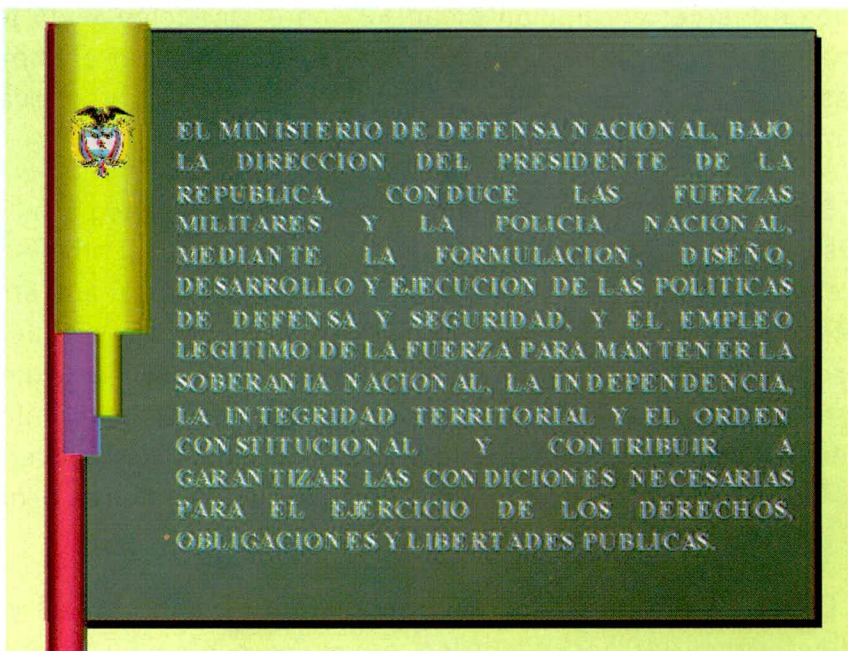 EL MINISTERIO DE DEFENSA NACIONAL, BAJO
LA DIRECCION DEL PRESIDENTE DE LA
REPUBLICA, CONDUCE LAS FUERZAS
MILITARES Y LA POLICIA NACIONAL,
MEDIANTE LA FORMULACION, DISEÑO,
DESARROLLO Y EJECUCION DE LAS POLITICAS
DE DEFENSA Y SEGURIDAD, Y EL EMPLEO
LEGITIMO DE LA FUERZA PARA MANTENER LA
SOBERANIA NACIONAL, LA INDEPENDENCIA,
LA INTEGRIDAD TERRITORIAL Y EL ORDEN
CONSTITUCIONAL Y CONTRIBUIR A
GARANTIZAR LAS CONDICIONES NECESARIAS
PARA EL EJERCICIO DE LOS DERECHOS,
OBLIGACIONES Y LIBERTADES PUBLICAS.